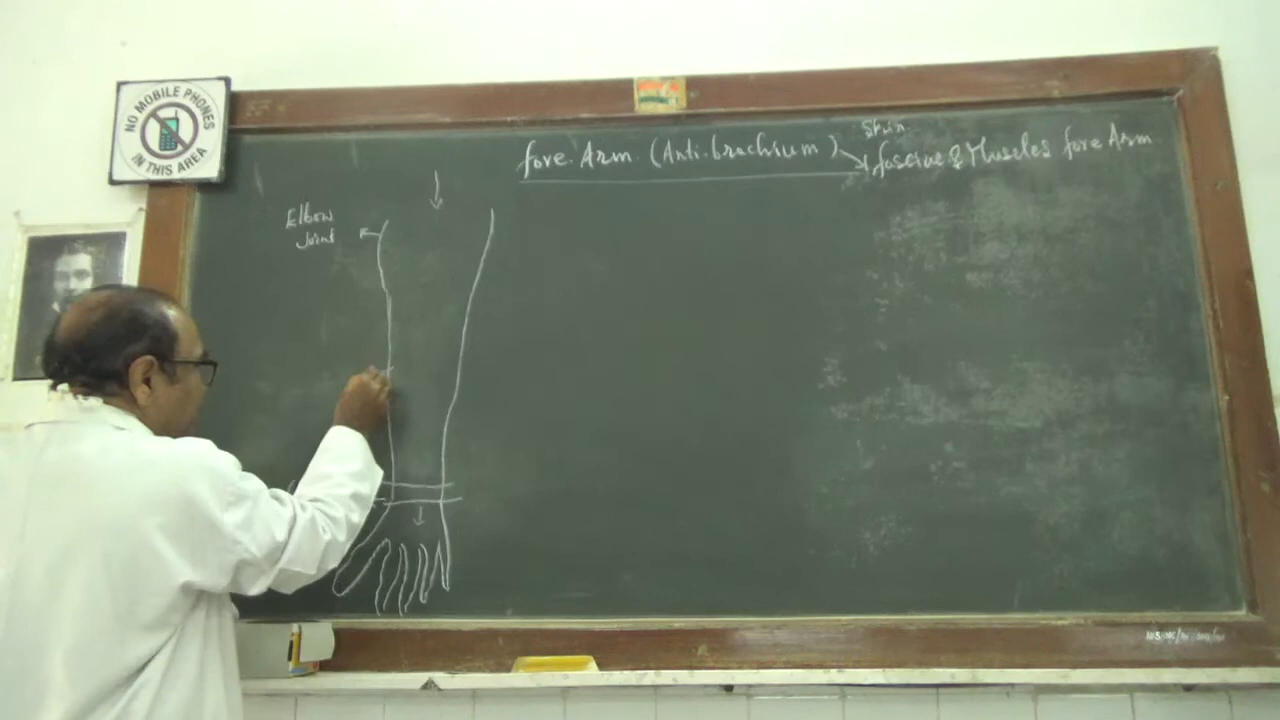 NO MOBILE PHONES
IN THIS AREA
Skin.
fore. Arm. (Anti.brachium) fasciae & Muscles fore Arm
Elbow
Joint